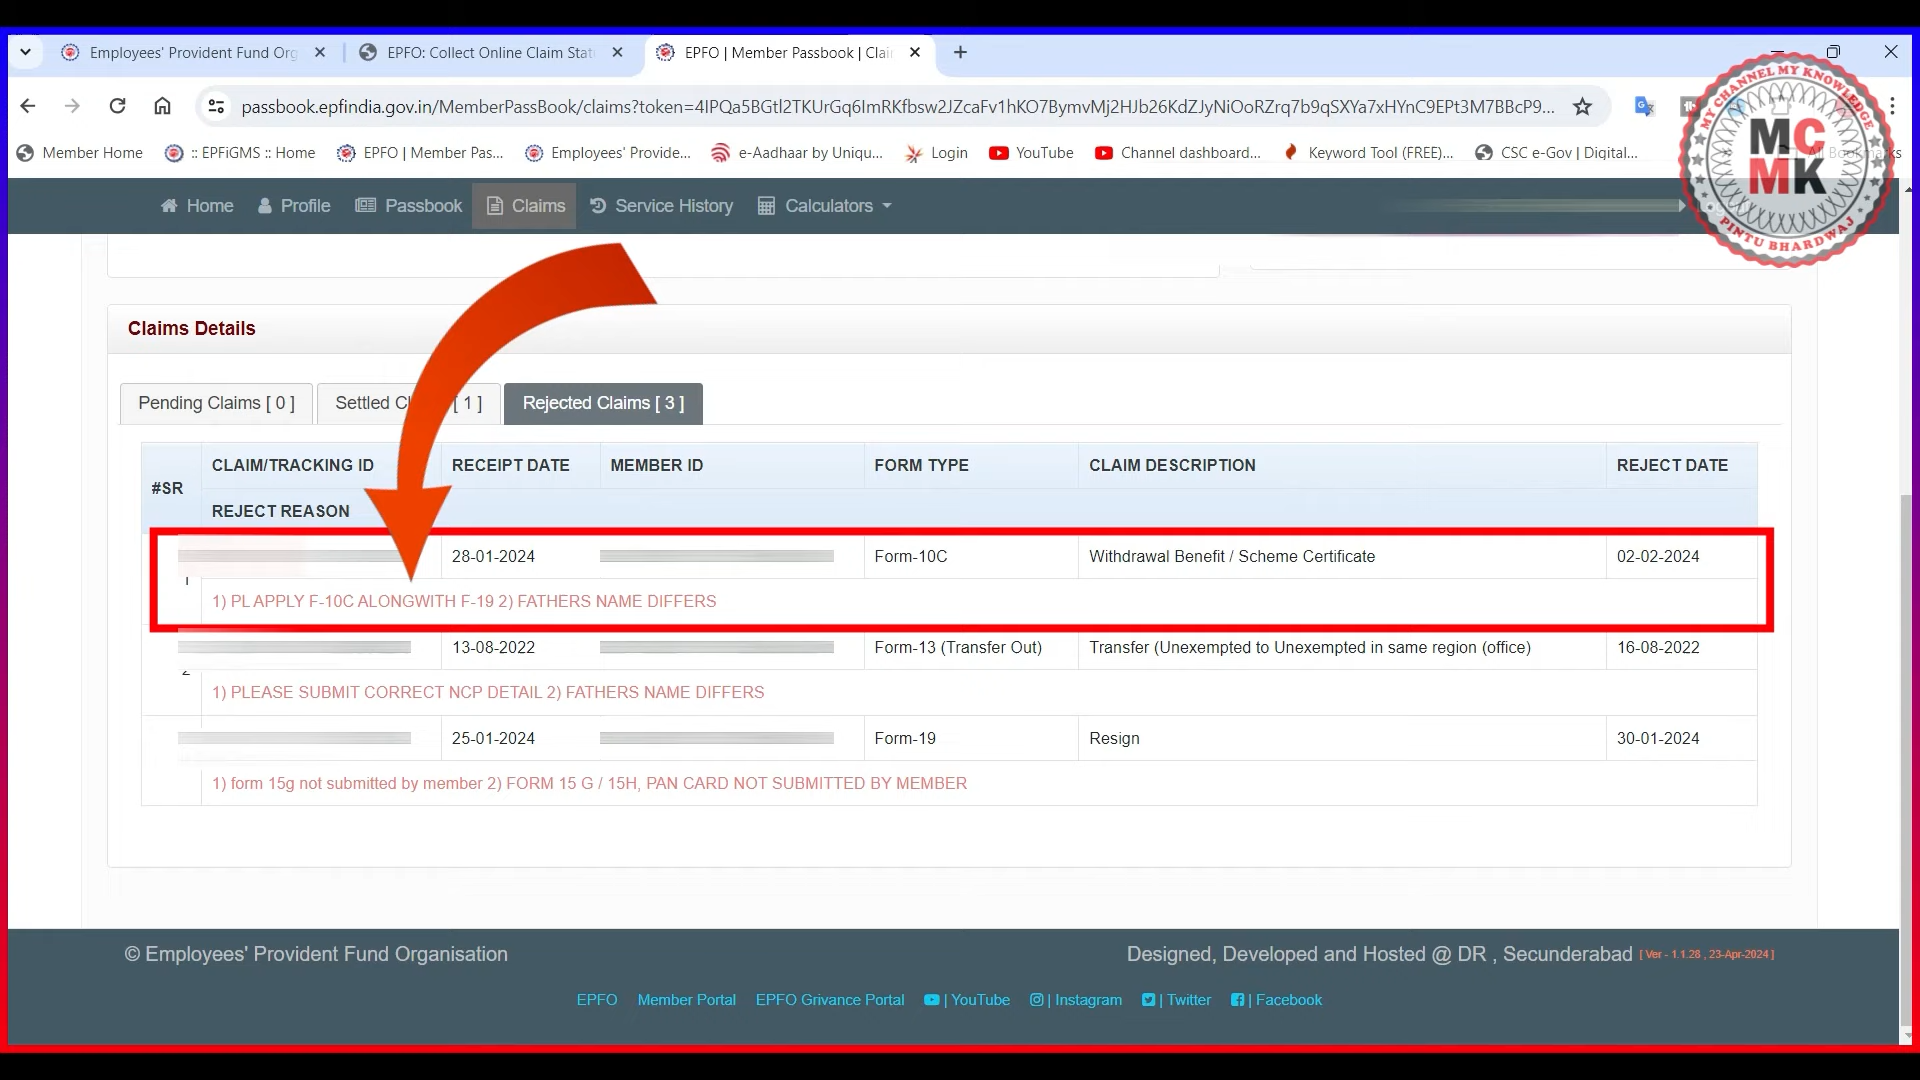 Employees' Provident Fund Org
EPFO: Collect Online Claim Stat
EPFO | Member Passbook | Clai
passbook.epfindia.gov.in/MemberPassBook/claims?token=4IPQa5BGtl2TKUrGq6ImRKfbsw2JZcaFv1hKO7BymvMj2HJb26KdZJyNiOoRZrq7b9qSXYa7xHYnC9EPt3M7BBcP9...
Member Home
:: EPFiGMS :: Home
EPFO | Member Pas...
Employees' Provide...
e-Aadhaar by Uniqu...
Login
YouTube
Channel dashboard...
Keyword Tool (FREE)...
CSC e-Gov | Digital...
All Bookmarks
MY CHANNEL MY KNOWLEDGE
MC
MK
PINTU BHARDWAJ
Home
Profile
Passbook
Claims
Service History
Calculators
Claims Details
Pending Claims [ 0 ]
Settled Cl [ 1 ]
Rejected Claims [ 3 ]
#SR
CLAIM/TRACKING ID
RECEIPT DATE
MEMBER ID
FORM TYPE
CLAIM DESCRIPTION
REJECT DATE
REJECT REASON
1
28-01-2024
Form-10C
Withdrawal Benefit / Scheme Certificate
02-02-2024
1) PL APPLY F-10C ALONGWITH F-19 2) FATHERS NAME DIFFERS
2
13-08-2022
Form-13 (Transfer Out)
Transfer (Unexempted to Unexempted in same region (office)
16-08-2022
1) PLEASE SUBMIT CORRECT NCP DETAIL 2) FATHERS NAME DIFFERS
25-01-2024
Form-19
Resign
30-01-2024
1) form 15g not submitted by member 2) FORM 15 G / 15H, PAN CARD NOT SUBMITTED BY MEMBER
© Employees' Provident Fund Organisation
Designed, Developed and Hosted @ DR , Secunderabad [ Ver - 1.1.28 , 23-Apr-2024 ]
EPFO
Member Portal
EPFO Grivance Portal
| YouTube
| Instagram
| Twitter
| Facebook